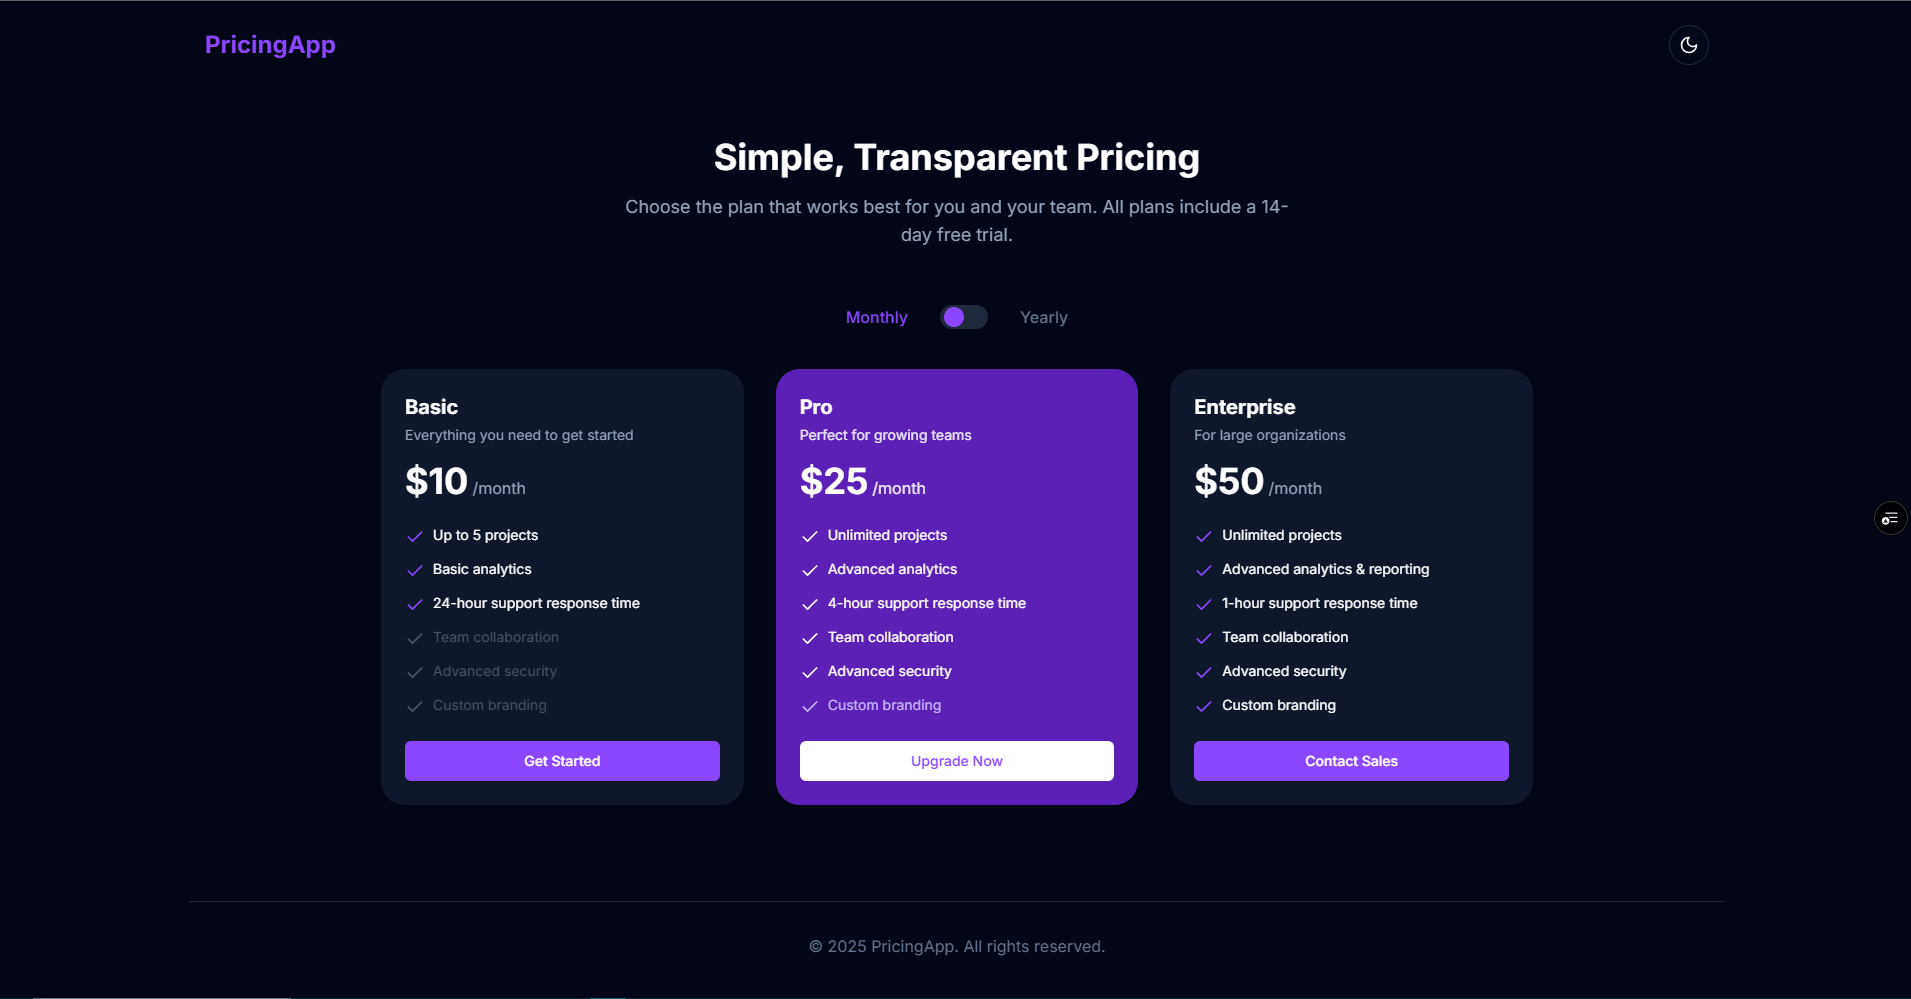 PricingApp
Simple, Transparent Pricing
Choose the plan that works best for you and your team. All plans include a 14-
day free trial.
Monthly
Yearly
Basic
Everything you need to get started
$10 /month
Up to 5 projects
Basic analytics
24-hour support response time
Team collaboration
Advanced security
Custom branding
Get Started
Pro
Perfect for growing teams
$25 /month
Unlimited projects
Advanced analytics
4-hour support response time
Team collaboration
Advanced security
Custom branding
Upgrade Now
Enterprise
For large organizations
$50 /month
Unlimited projects
Advanced analytics & reporting
1-hour support response time
Team collaboration
Advanced security
Custom branding
Contact Sales
© 2025 PricingApp. All rights reserved.